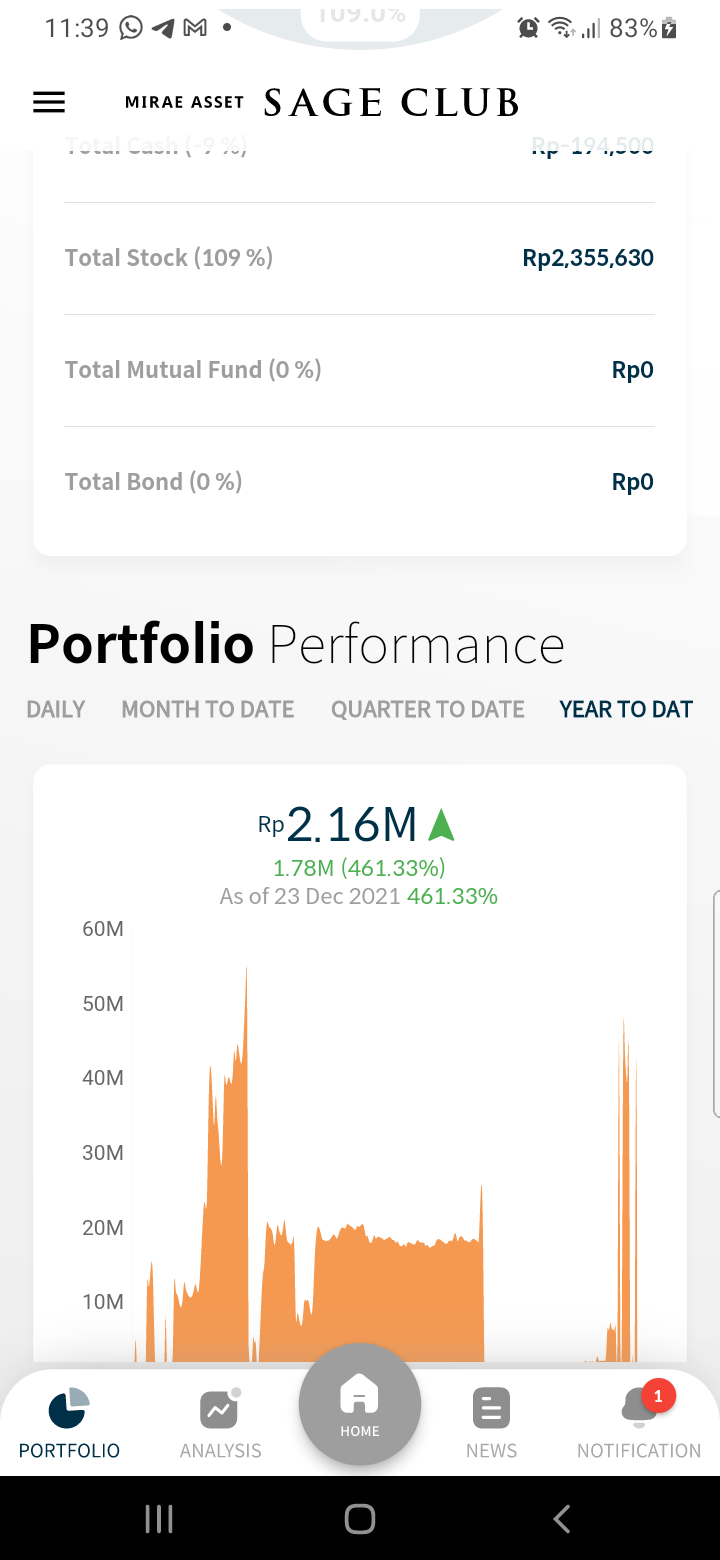 11:39
83%
109.0%
MIRAE ASSET SAGE CLUB
Total Cash (-9 %) Rp-194,500
Total Stock (109 %) Rp2,355,630
Total Mutual Fund (0 %) Rp0
Total Bond (0 %) Rp0
Portfolio Performance
DAILY MONTH TO DATE QUARTER TO DATE YEAR TO DAT
Rp2.16M
1.78M (461.33%)
As of 23 Dec 2021 461.33%
60M
50M
40M
30M
20M
10M
PORTFOLIO ANALYSIS HOME NEWS NOTIFICATION
1